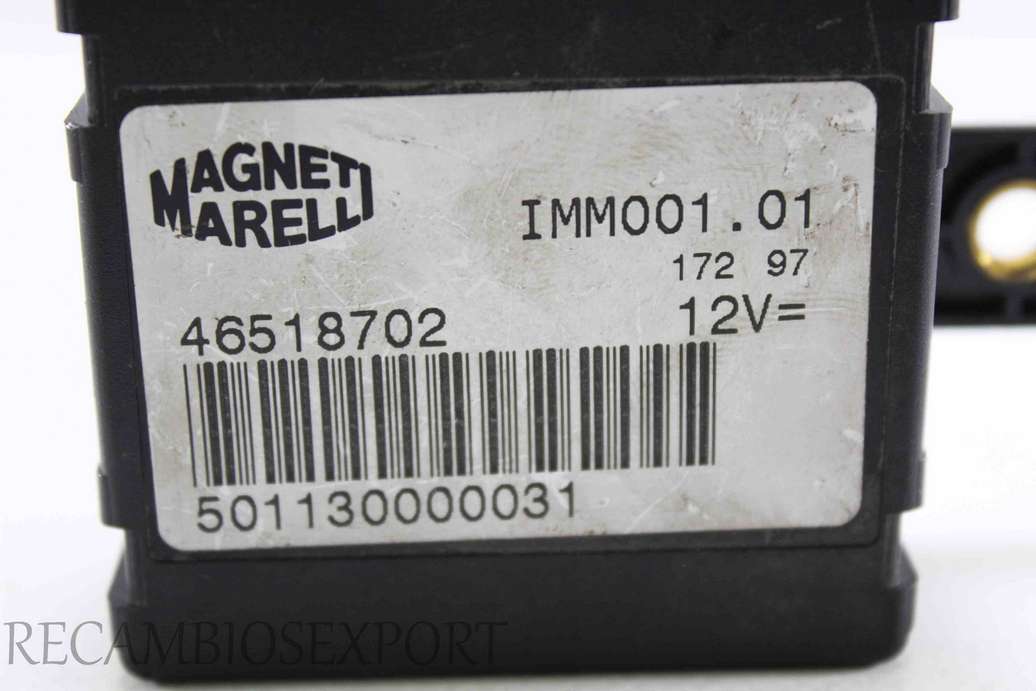 MAGNETI
MARELLI
IMM001.01
172 97
46518702
12V=
501130000031
RECAMBIOSEXPORT